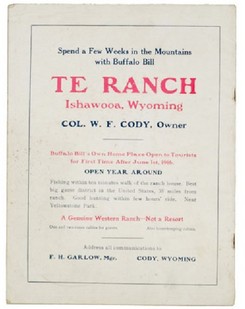 Spend a Few Weeks in the Mountains
with Buffalo Bill
TE RANCH
Ishawooa, Wyoming
COL. W. F. CODY, Owner
Buffalo Bill's Own Home Place Open to Tourists
for First Time After June 1st, 1916
OPEN YEAR AROUND
Fishing within ten minutes walk of the ranch house. Best
big game district in the United States, 30 miles from
ranch. Good hunting within few hours' ride. Near
Yellowstone Park.
A Genuine Western Ranch—Not a Resort
Address all communications to
F. H. GARLOW, Mgr. CODY, WYOMING